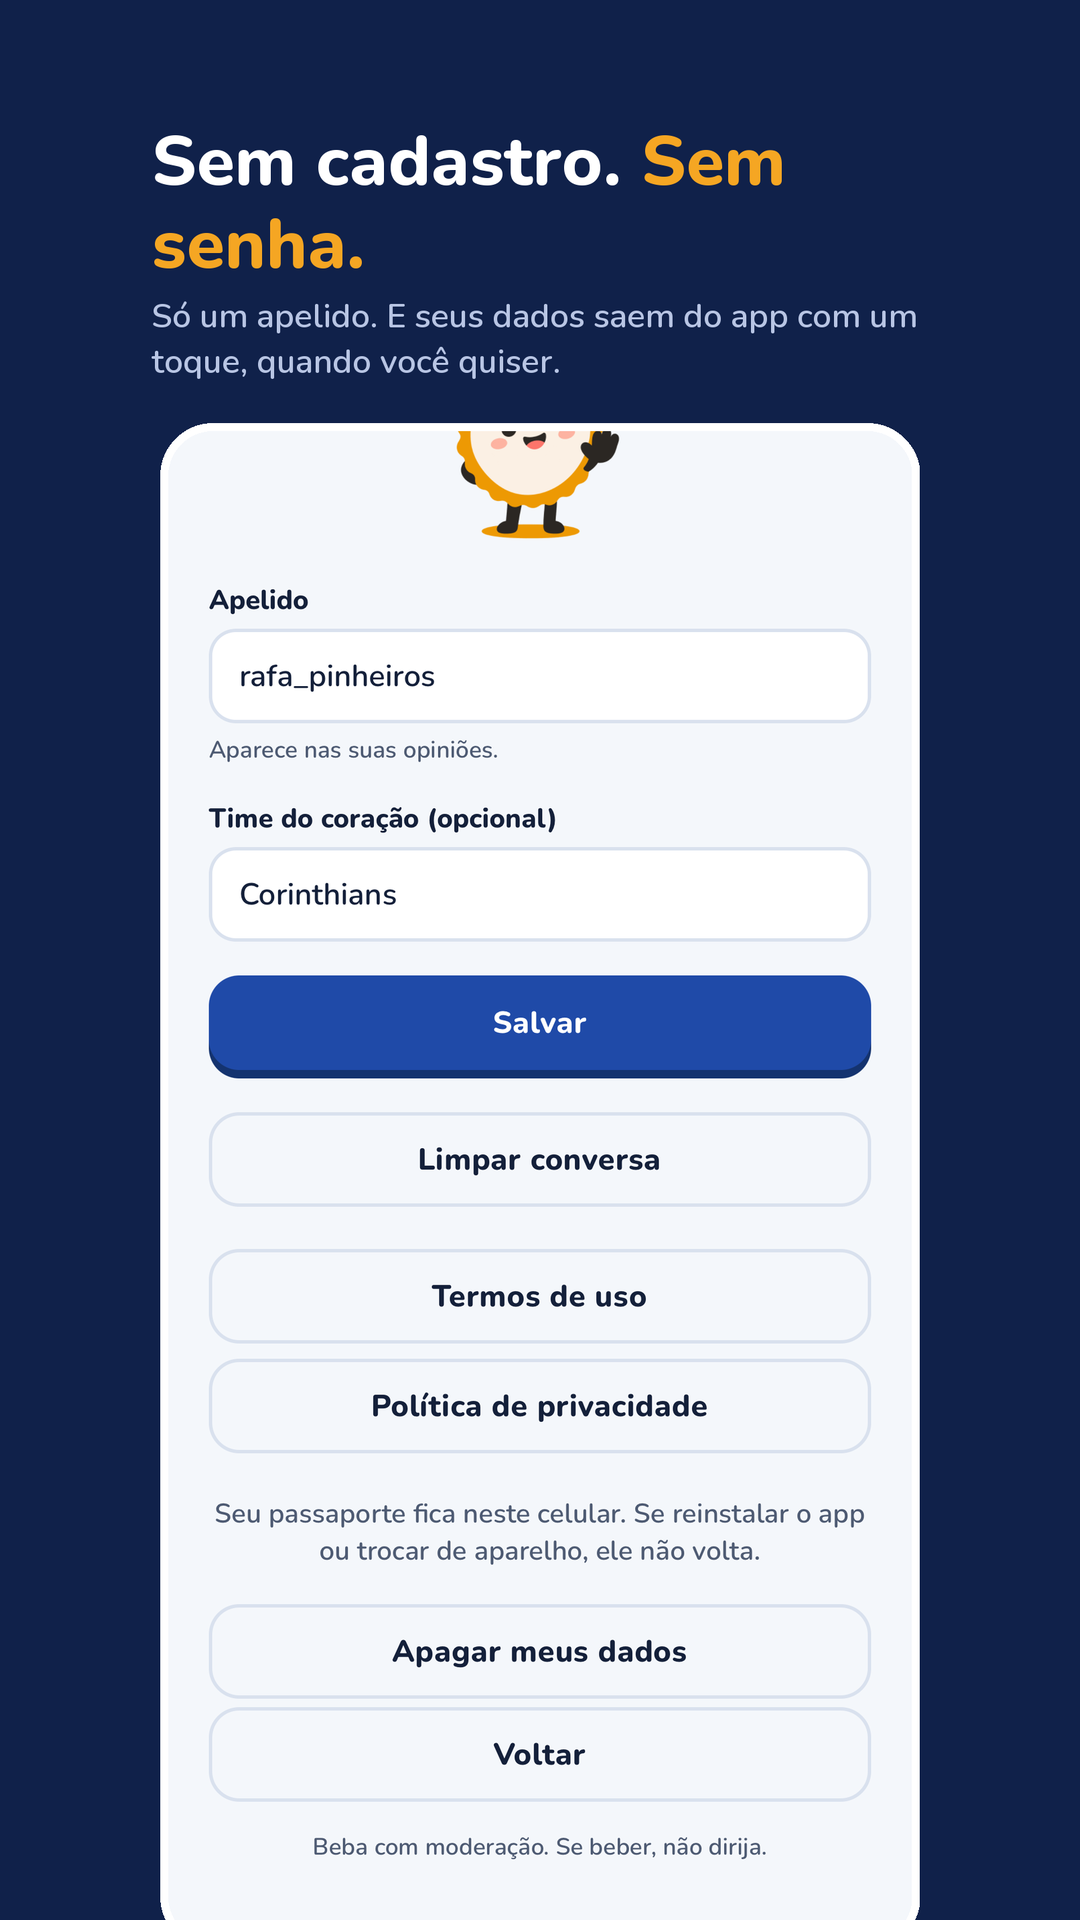 Sem cadastro. Sem
senha.
Só um apelido. E seus dados saem do app com um
toque, quando você quiser.
Apelido
rafa_pinheiros
Aparece nas suas opiniões.
Time do coração (opcional)
Corinthians
Salvar
Limpar conversa
Termos de uso
Política de privacidade
Seu passaporte fica neste celular. Se reinstalar o app
ou trocar de aparelho, ele não volta.
Apagar meus dados
Voltar
Beba com moderação. Se beber, não dirija.